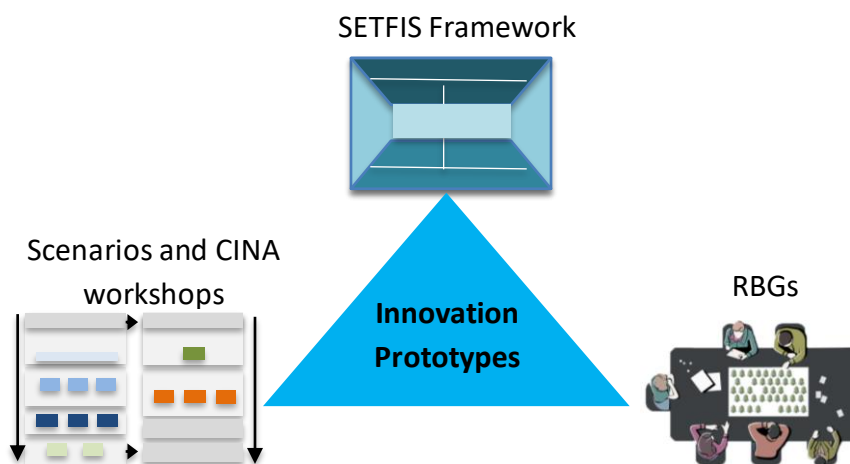 SETFIS Framework
Scenarios and CINA
workshops
RBGs
Innovation
Prototypes